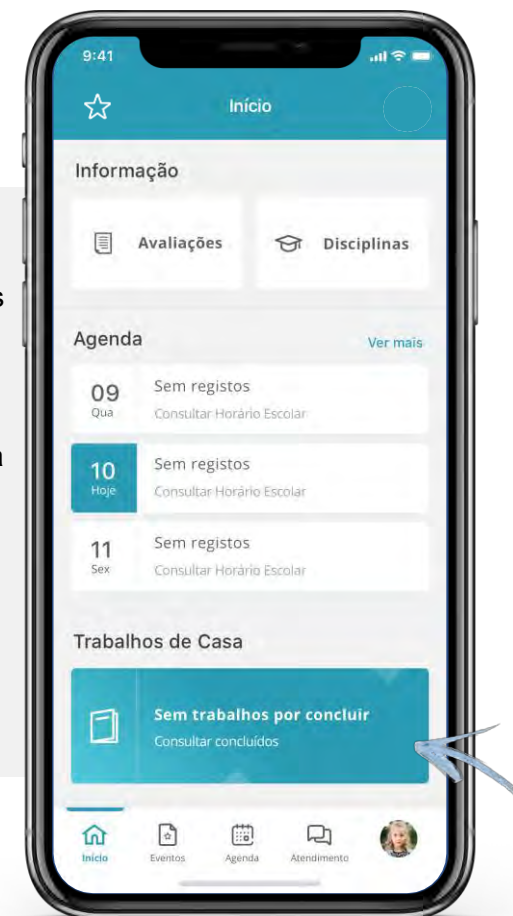 9:41
Início
Informação
Avaliações
Disciplinas
Agenda
Ver mais
09
Qua
Sem registos
Consultar Horário Escolar
10
Hoje
Sem registos
Consultar Horário Escolar
11
Sex
Sem registos
Consultar Horário Escolar
Trabalhos de Casa
Sem trabalhos por concluir
Consultar concluídos
Início
Eventos
Agenda
Atendimento
s
a